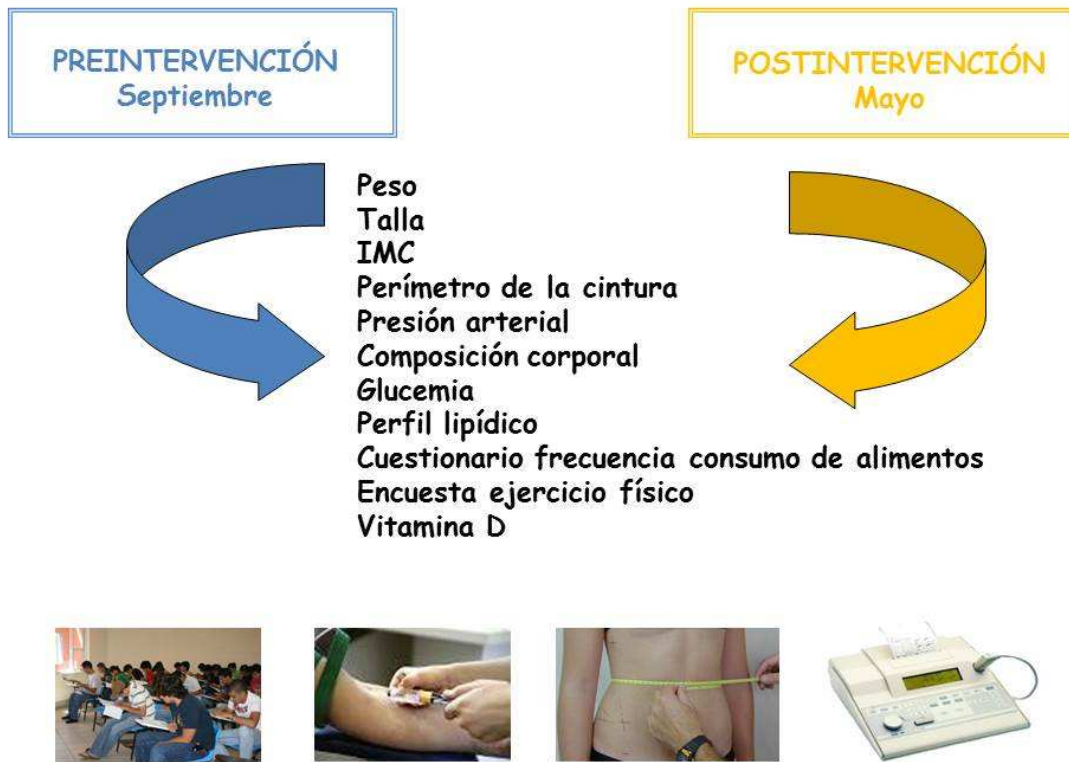 PREINTERVENCIÓN
Septiembre
POSTINTERVENCIÓN
Mayo
Peso
Talla
IMC
Perímetro de la cintura
Presión arterial
Composición corporal
Glucemia
Perfil lipídico
Cuestionario frecuencia consumo de alimentos
Encuesta ejercicio físico
Vitamina D